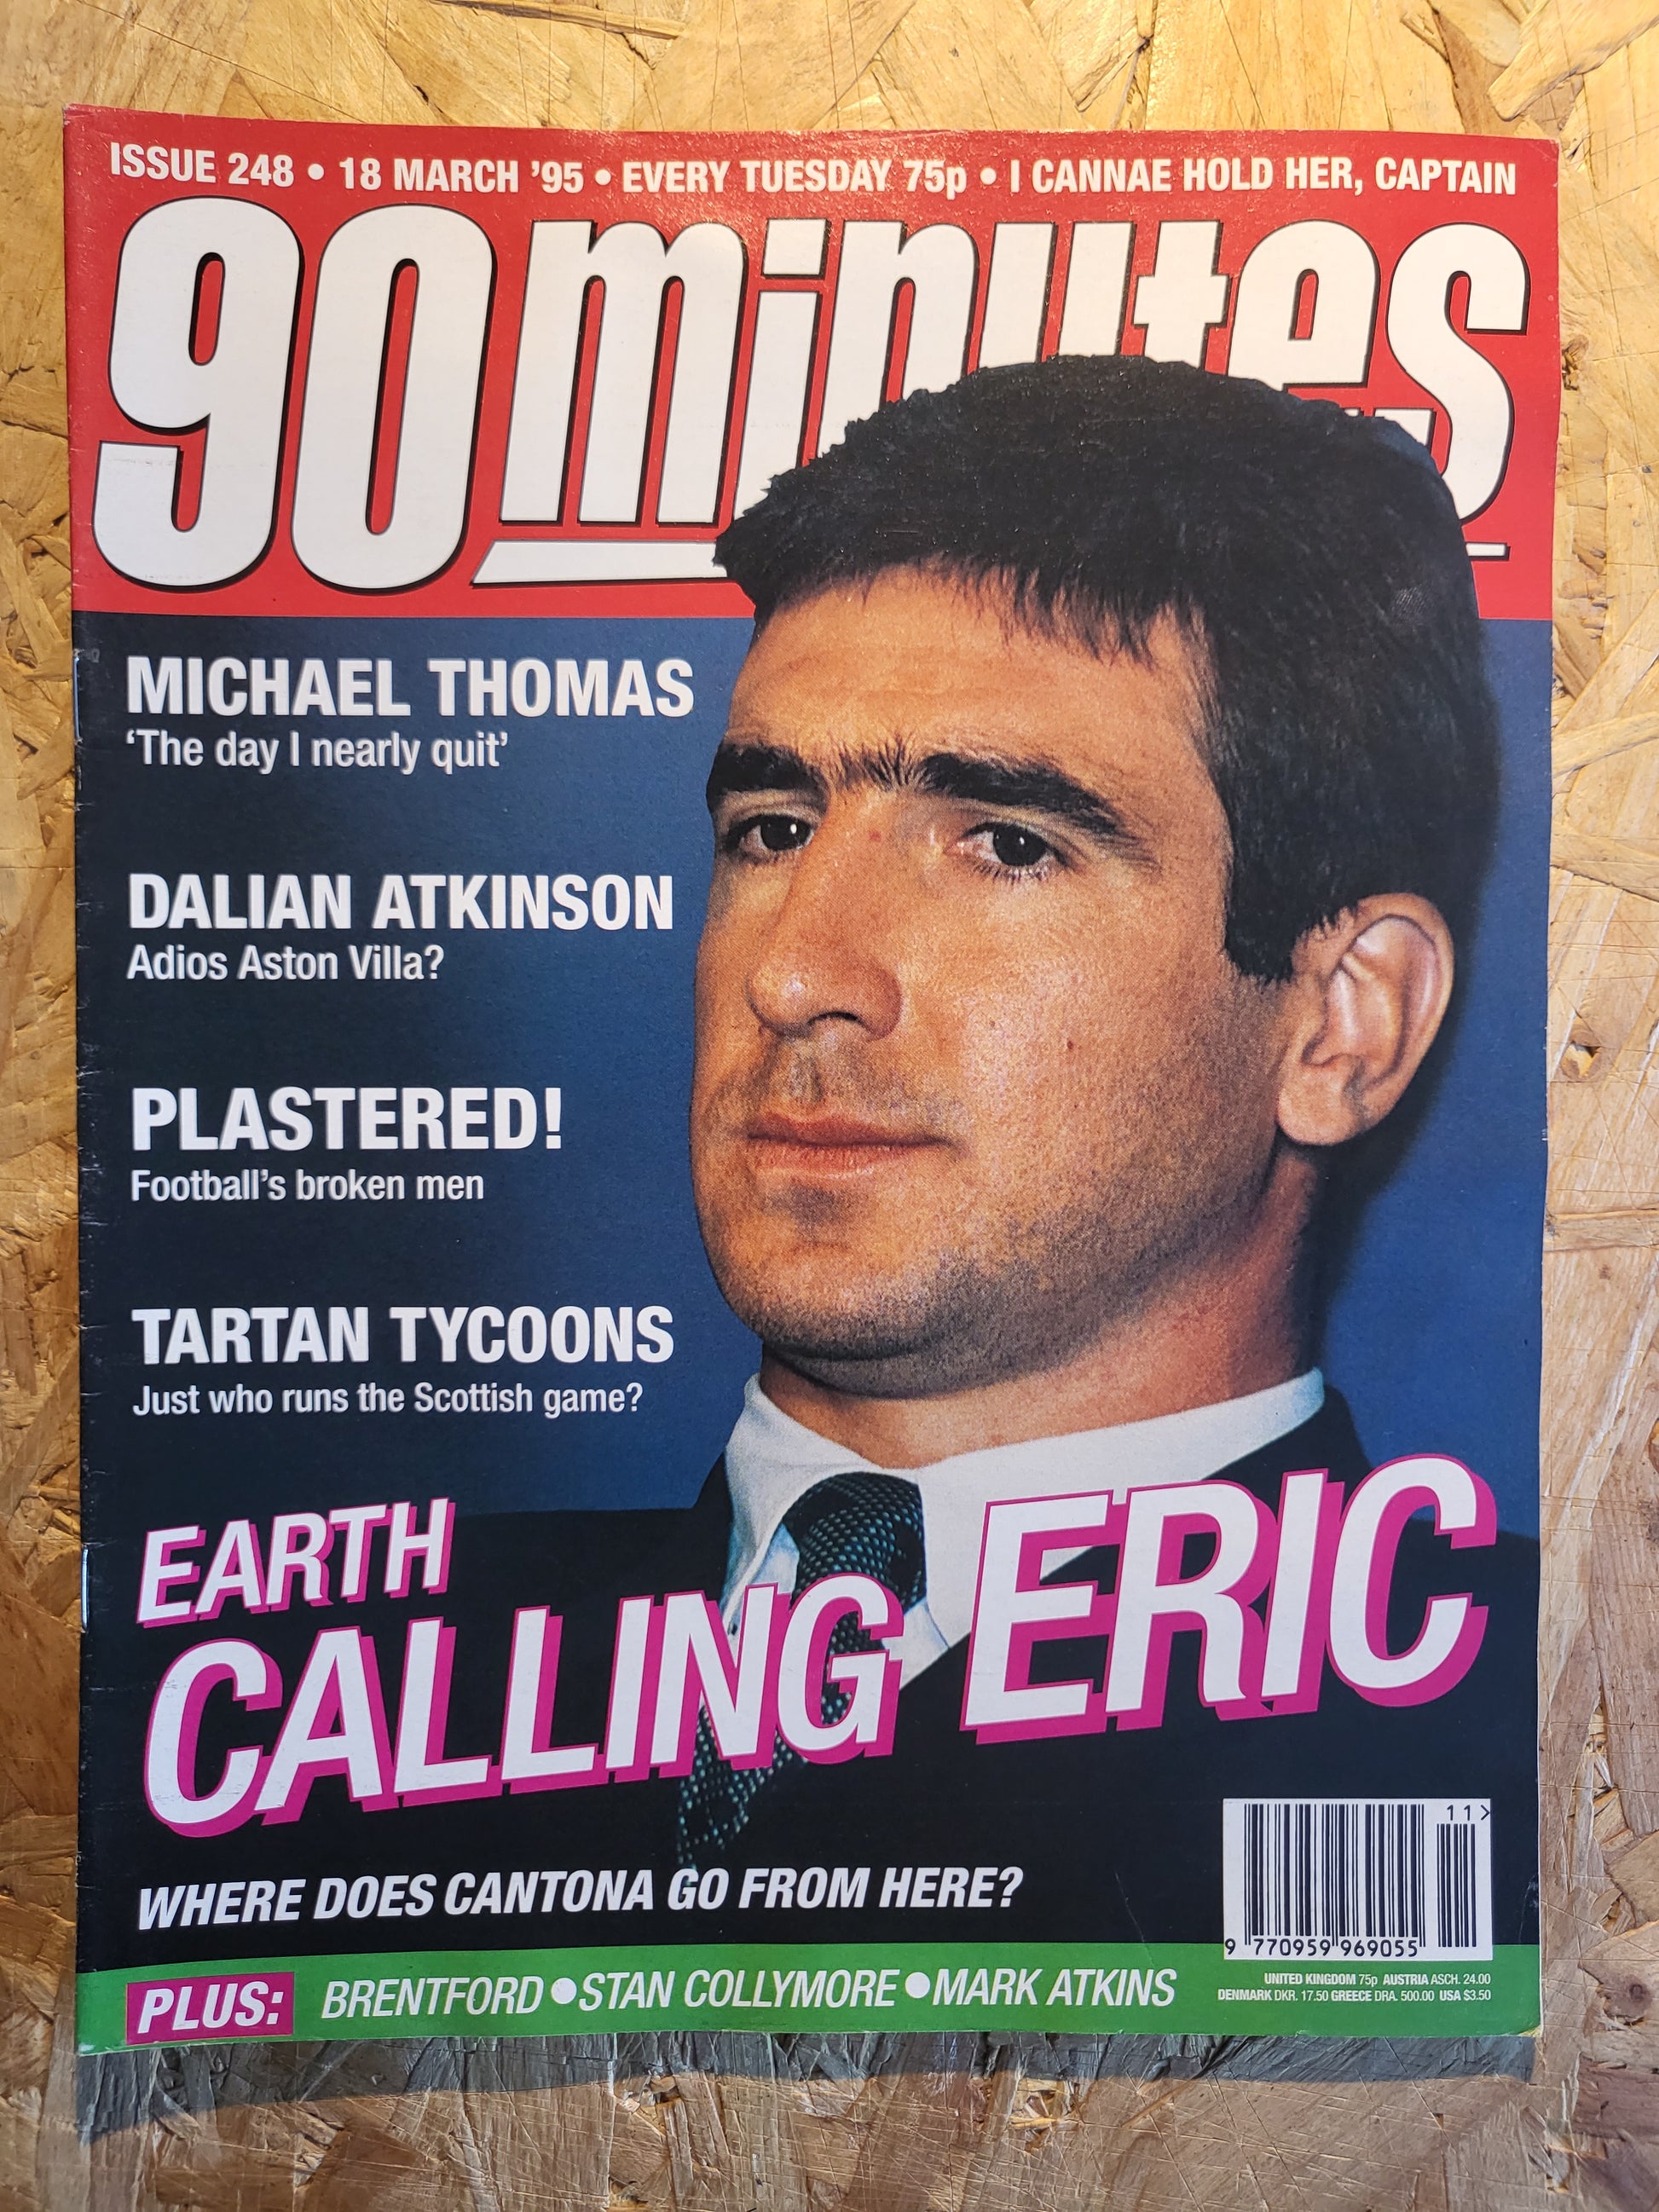 ISSUE 248 • 18 MARCH '95 • EVERY TUESDAY 75p • I CANNAE HOLD HER, CAPTAIN
90 minutes
MICHAEL THOMAS
'The day I nearly quit'
DALIAN ATKINSON
Adios Aston Villa?
PLASTERED!
Football's broken men
TARTAN TYCOONS
Just who runs the Scottish game?
EARTH
CALLING ERIC
WHERE DOES CANTONA GO FROM HERE?
11>
9 770959 969055
PLUS: BRENTFORD ● STAN COLLYMORE ● MARK ATKINS
UNITED KINGDOM 75p AUSTRIA ASCH. 24.00
DENMARK DKR. 17.50 GREECE DRA. 500.00 USA $3.50